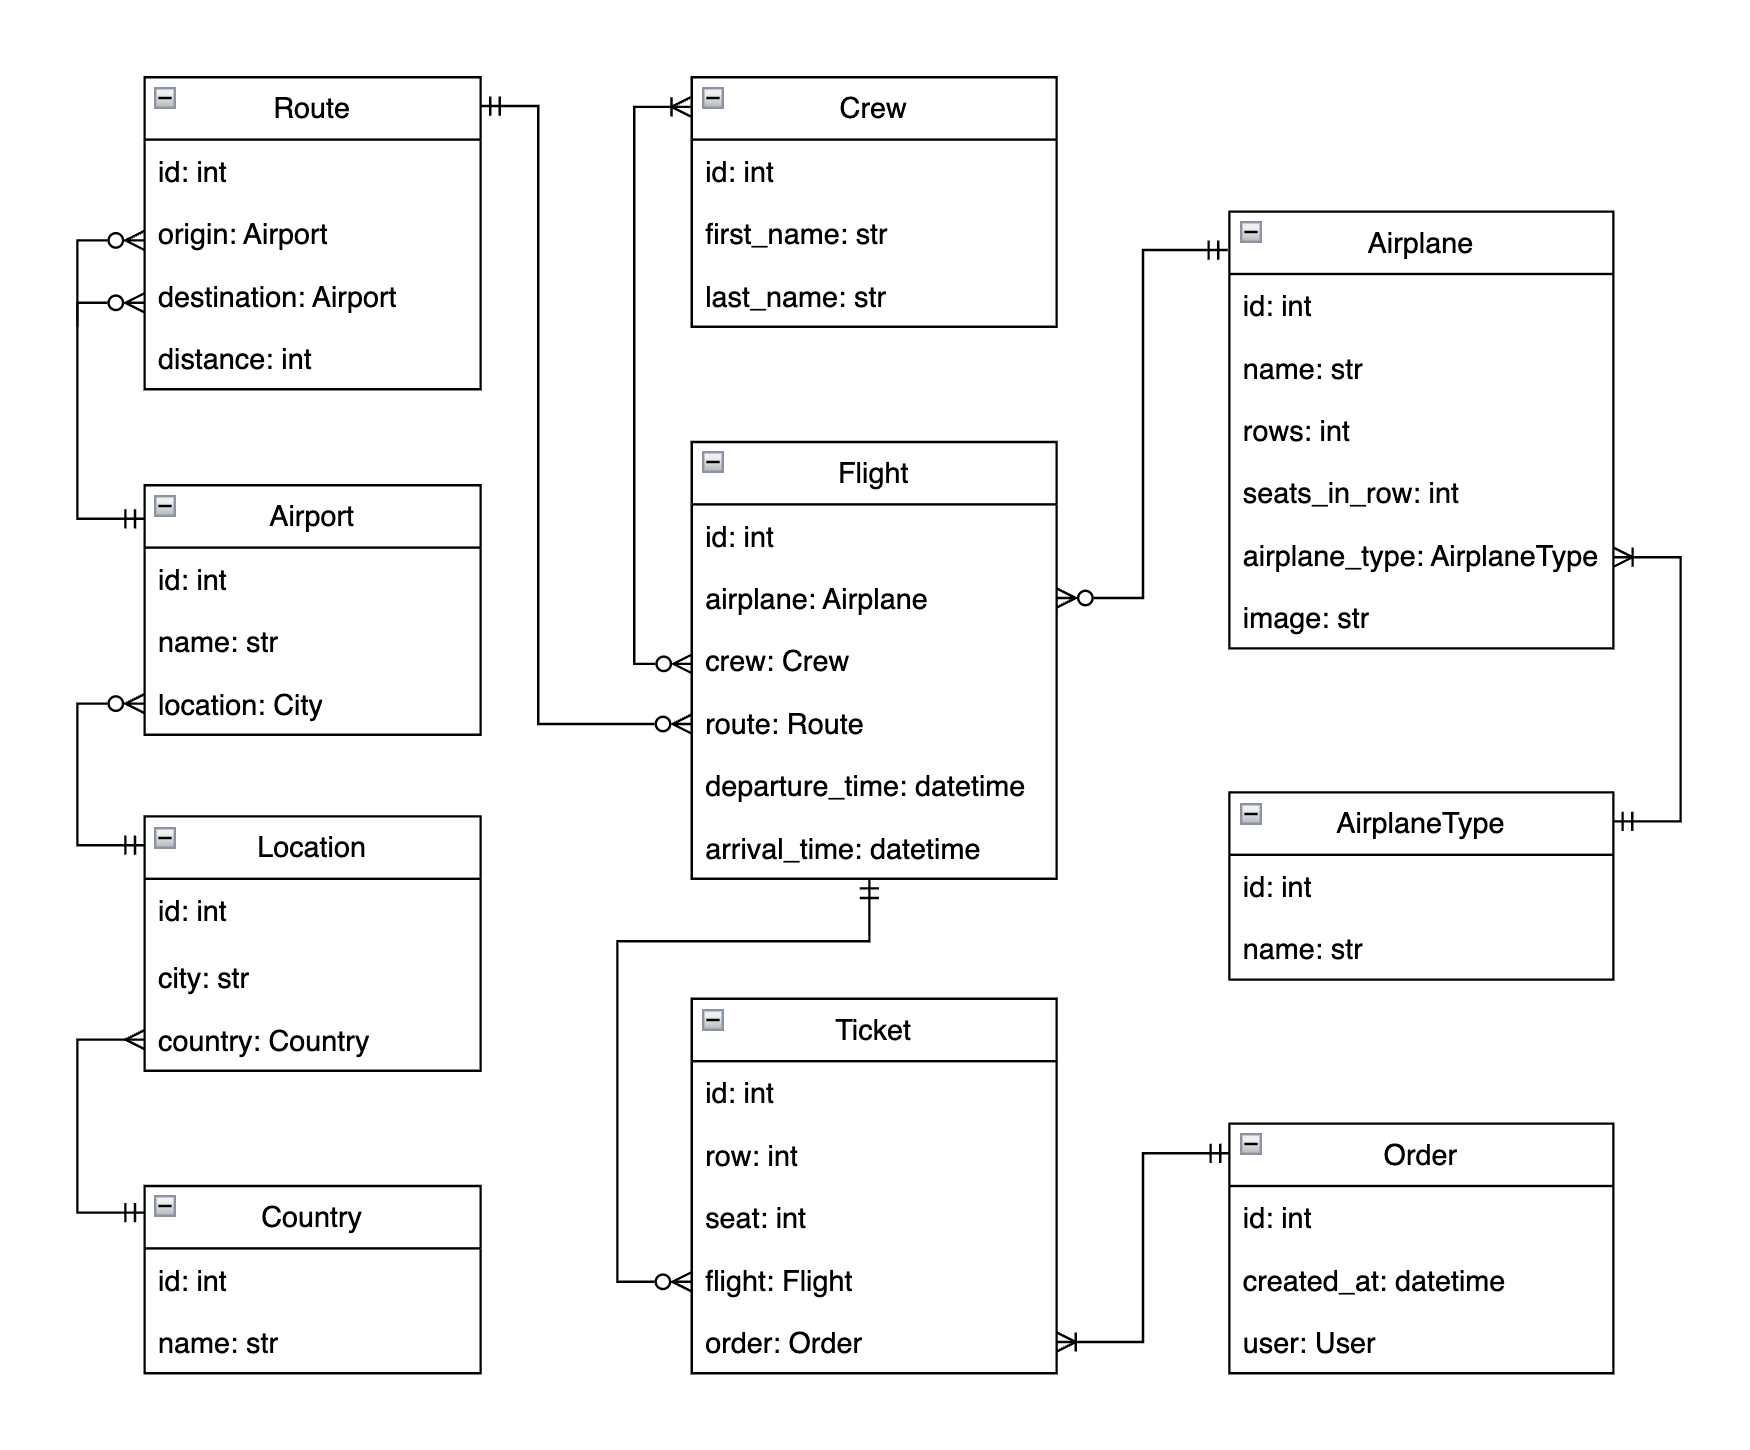 Route
id: int
origin: Airport
destination: Airport
distance: int
Airport
id: int
name: str
location: City
Location
id: int
city: str
country: Country
Country
id: int
name: str
Crew
id: int
first_name: str
last_name: str
Flight
id: int
airplane: Airplane
crew: Crew
route: Route
departure_time: datetime
arrival_time: datetime
Ticket
id: int
row: int
seat: int
flight: Flight
order: Order
Airplane
id: int
name: str
rows: int
seats_in_row: int
airplane_type: AirplaneType
image: str
AirplaneType
id: int
name: str
Order
id: int
created_at: datetime
user: User